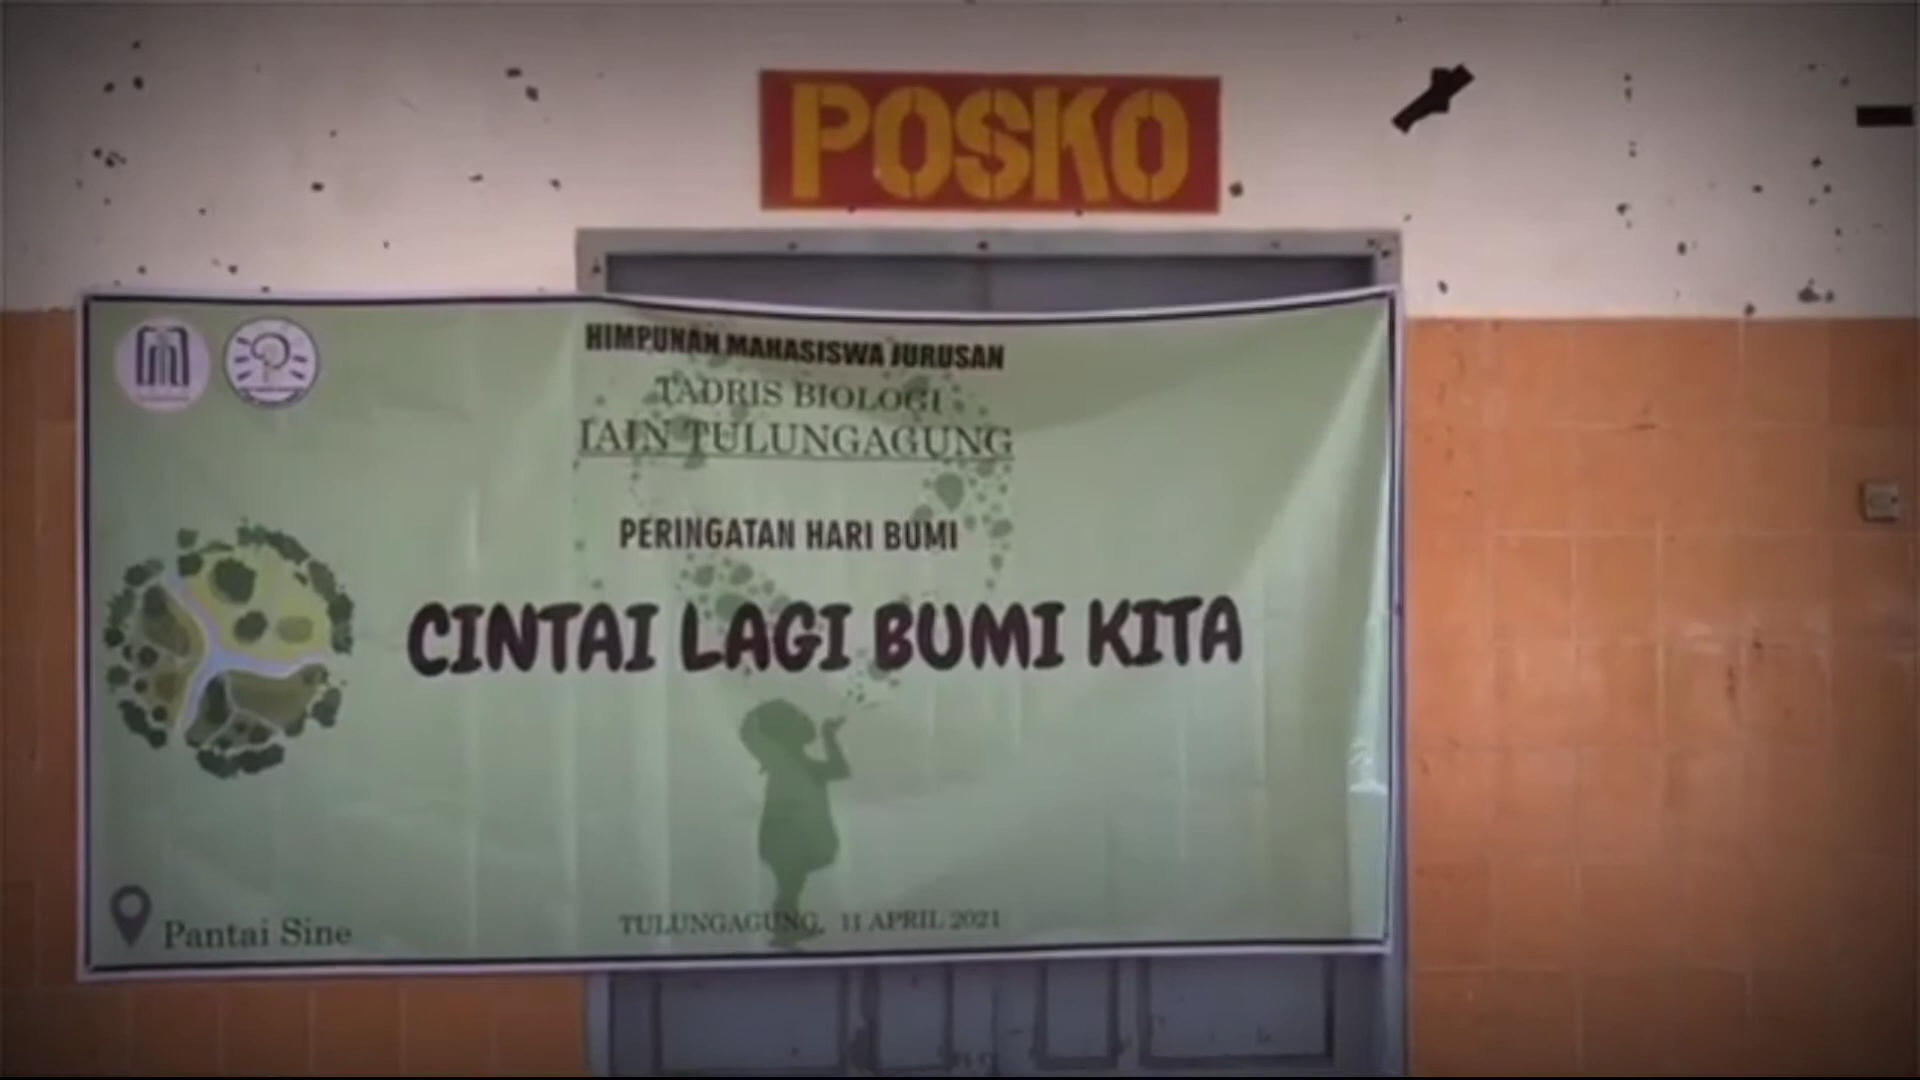 POSKO
HIMPUNAN MAHASISWA JURUSAN
TADRIS BIOLOGI
IAIN TULUNGAGUNG
PERINGATAN HARI BUMI
CINTAI LAGI BUMI KITA
Pantai Sine
TULUNGAGUNG, 11 APRIL 2021